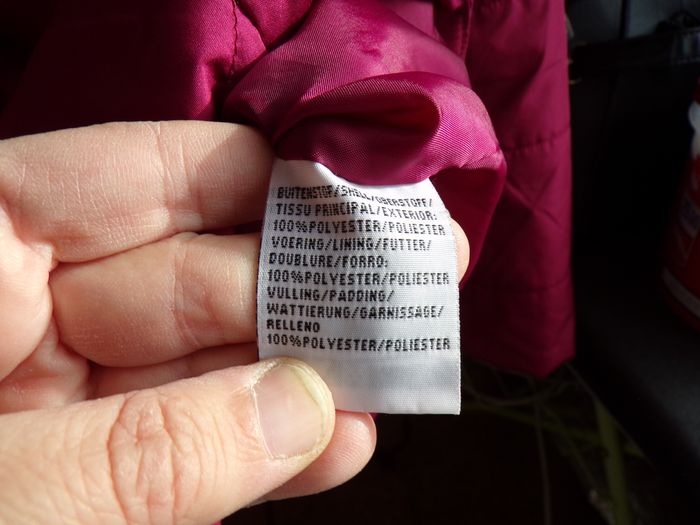 BUITENSTOF/SHELL/OBERSTOFF/
TISSU PRINCIPAL/EXTERIOR:
100%POLYESTER/POLIESTER
VOERING/LINING/FUTTER/
DOUBLURE/FORRO:
100%POLYESTER/POLIESTER
VULLING/PADDING/
WATTIERUNG/GARNISSAGE/
RELLENO
100%POLYESTER/POLIESTER